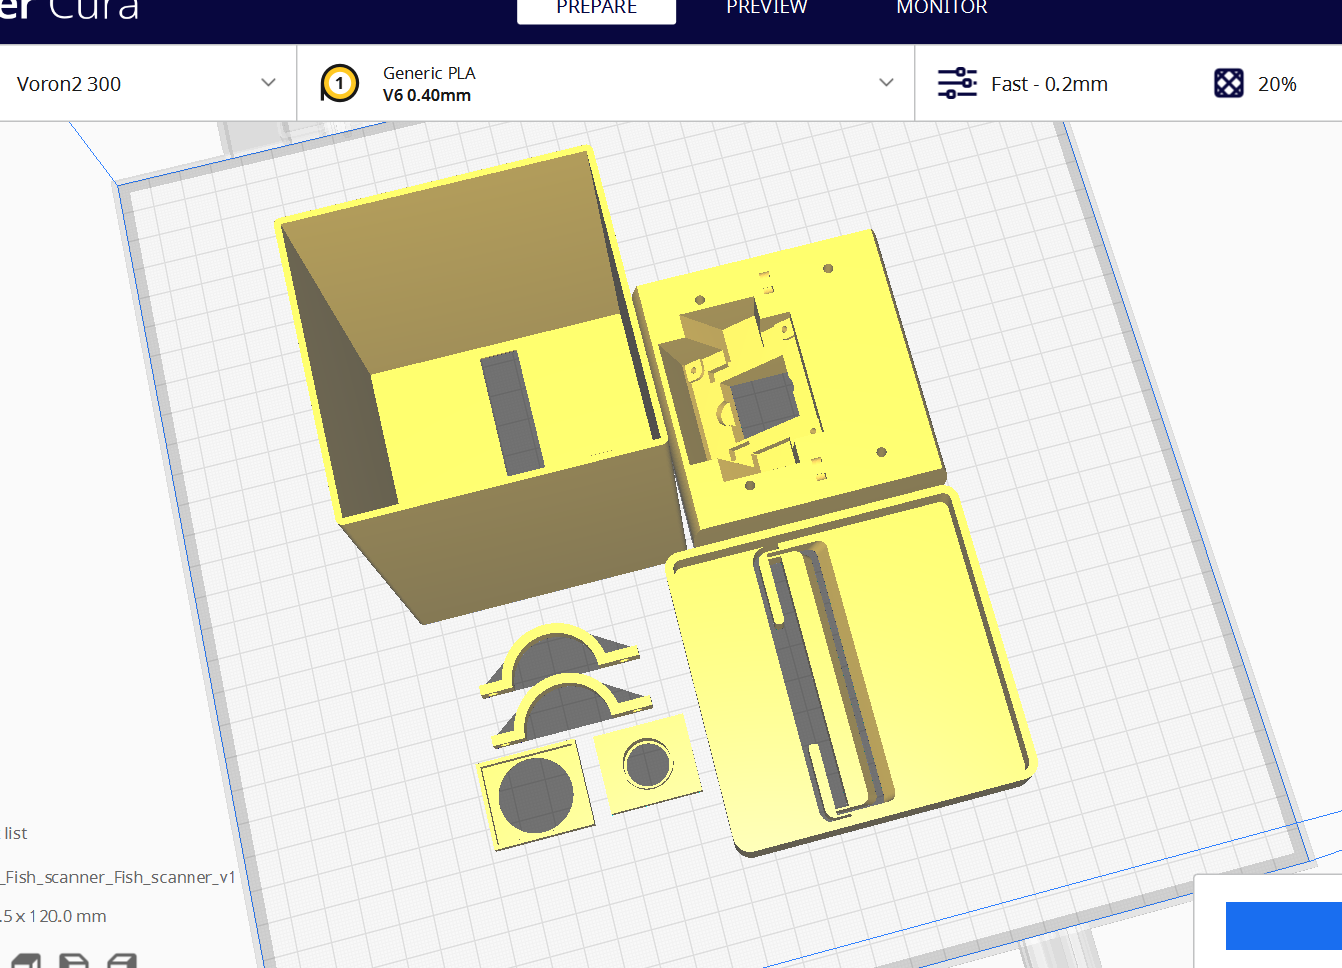 er Cura
PREPARE
PREVIEW
MONITOR
Voron2 300
1
Generic PLA
V6 0.40mm
Fast - 0.2mm
20%
list
_Fish_scanner_Fish_scanner_v1
.5 x 120.0 mm